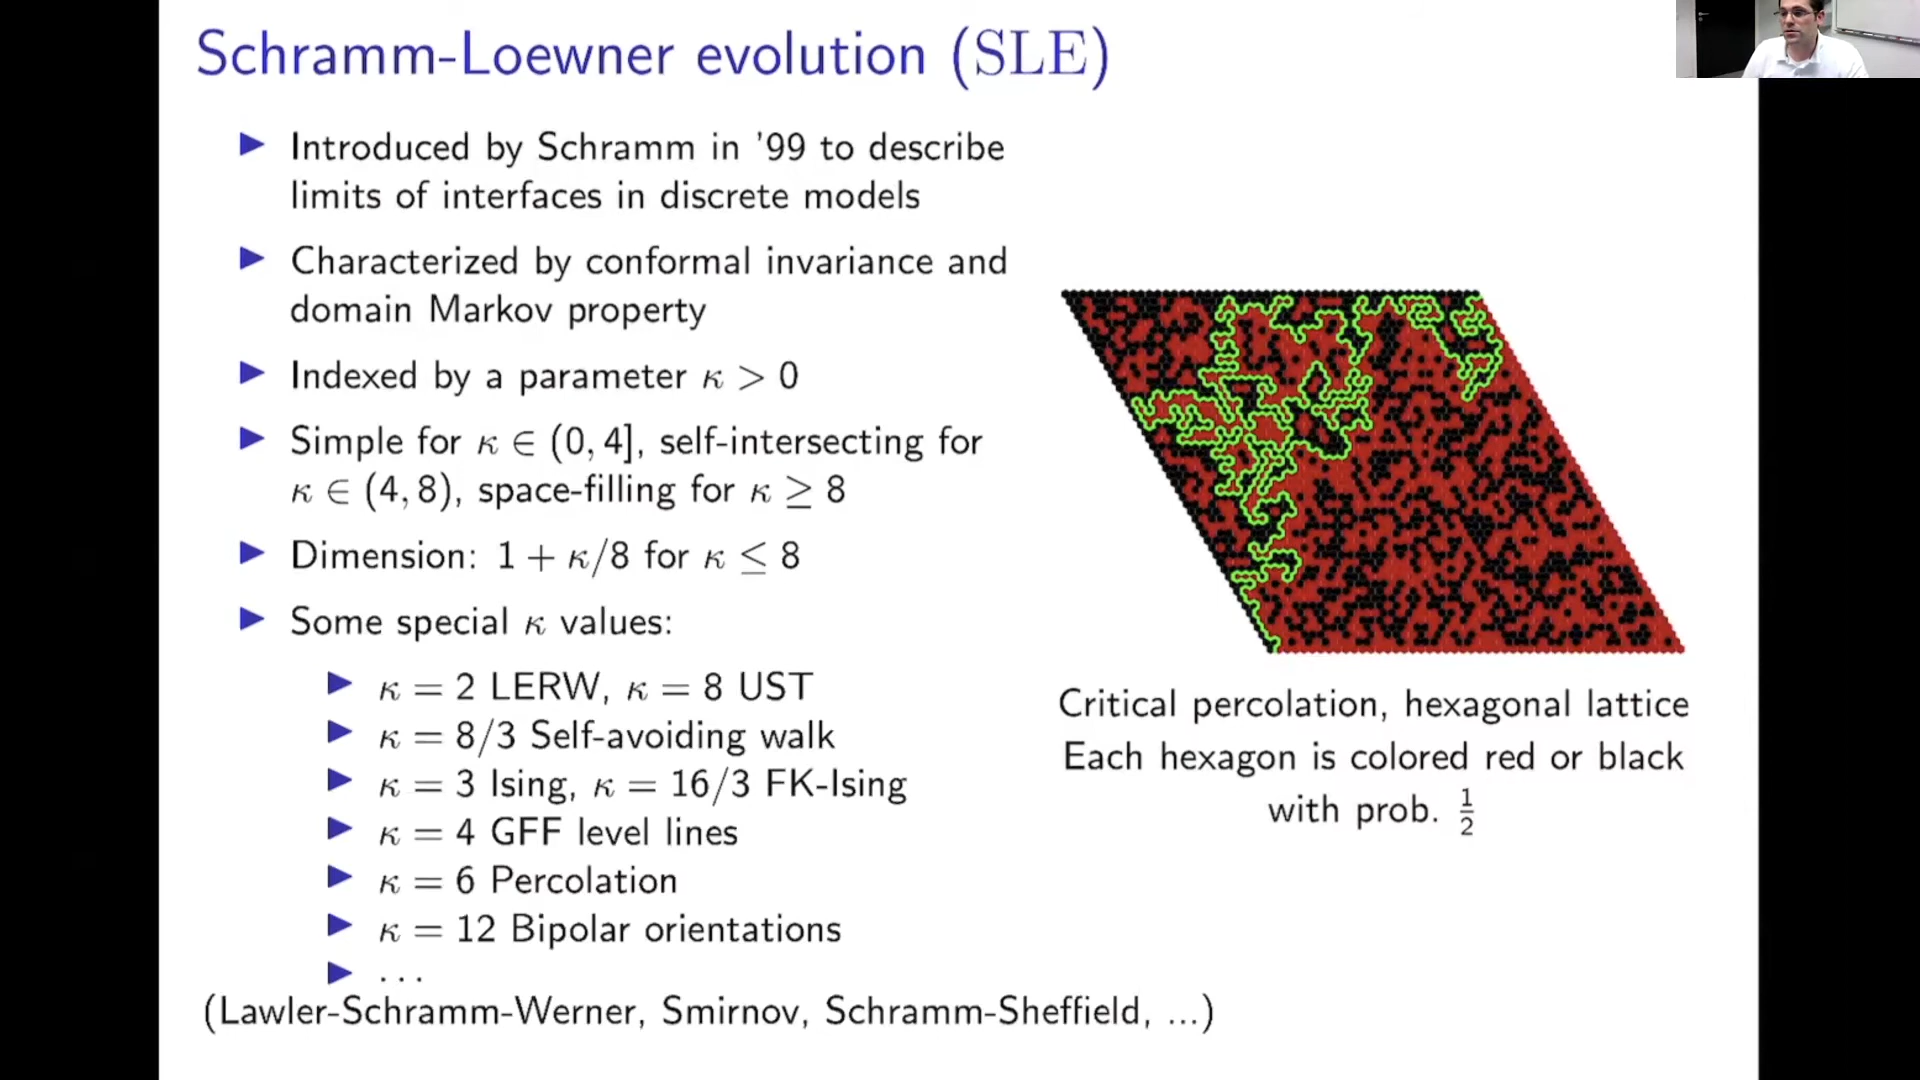 Schramm-Loewner evolution (SLE)
▶ Introduced by Schramm in '99 to describe
limits of interfaces in discrete models
▶ Characterized by conformal invariance and
domain Markov property
▶ Indexed by a parameter κ > 0
▶ Simple for κ ∈ (0, 4], self-intersecting for
κ ∈ (4, 8), space-filling for κ ≥ 8
▶ Dimension: 1 + κ/8 for κ ≤ 8
▶ Some special κ values:
▶ κ = 2 LERW, κ = 8 UST
▶ κ = 8/3 Self-avoiding walk
▶ κ = 3 Ising, κ = 16/3 FK-Ising
▶ κ = 4 GFF level lines
▶ κ = 6 Percolation
▶ κ = 12 Bipolar orientations
▶ ...
(Lawler-Schramm-Werner, Smirnov, Schramm-Sheffield, ...)
Critical percolation, hexagonal lattice
Each hexagon is colored red or black
with prob. 1/2